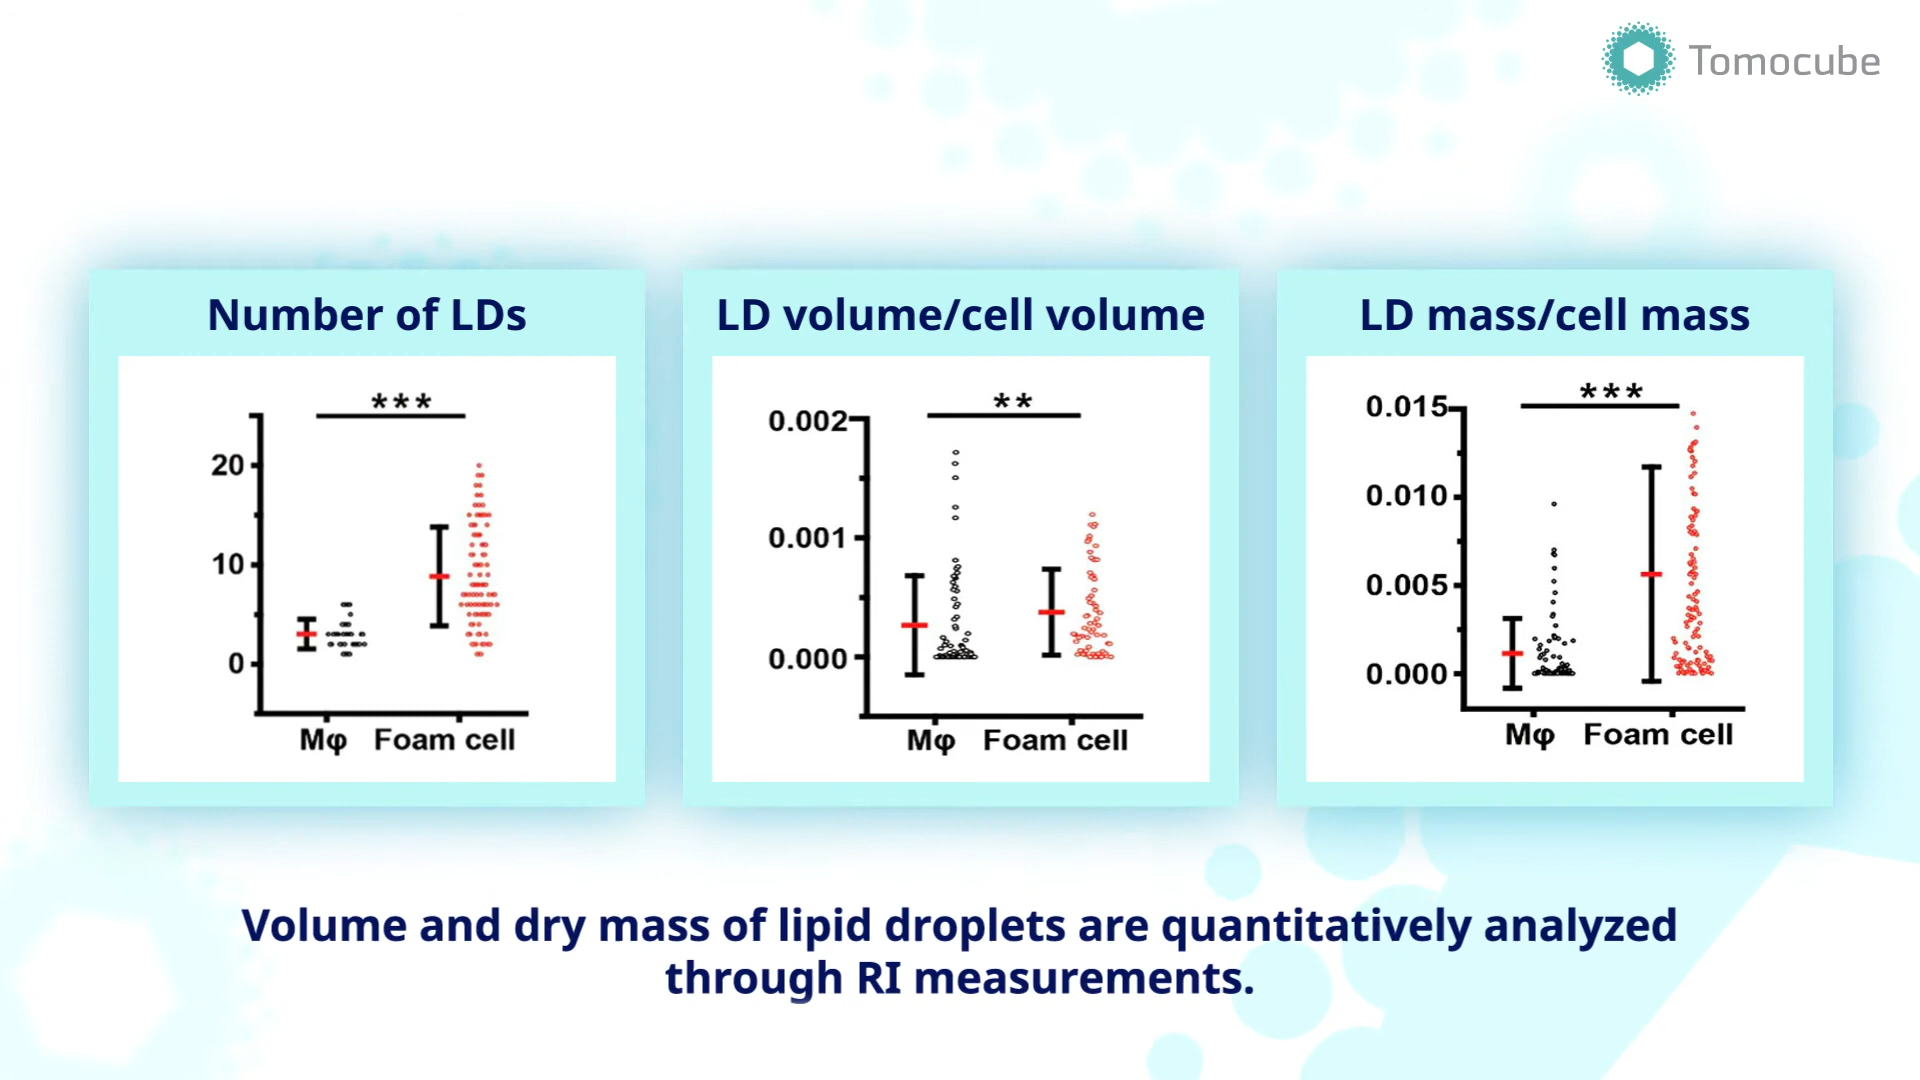 Tomocube
Number of LDs
***
20
10
0
Mφ Foam cell
LD volume/cell volume
**
0.002
0.001
0.000
Mφ Foam cell
LD mass/cell mass
***
0.015
0.010
0.005
0.000
Mφ Foam cell
Volume and dry mass of lipid droplets are quantitatively analyzed
through RI measurements.